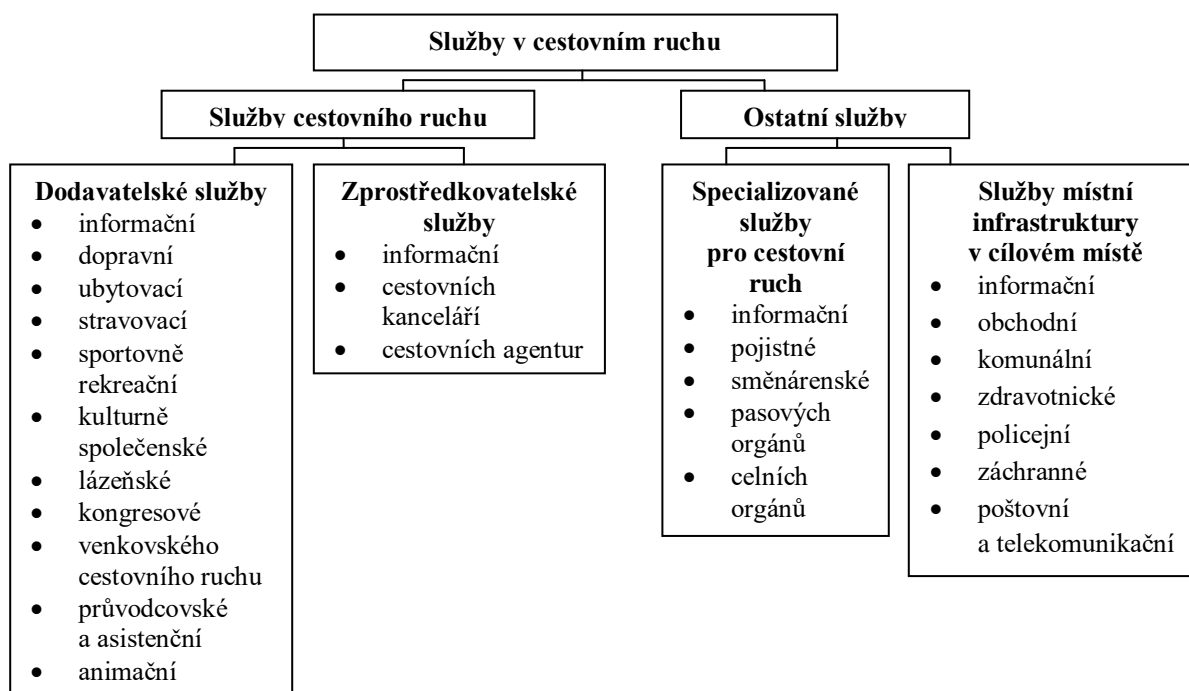 Služby v cestovním ruchu
Služby cestovního ruchu
Ostatní služby
Dodavatelské služby
• informační
• dopravní
• ubytovací
• stravovací
• sportovně
rekreační
• kulturně
společenské
• lázeňské
• kongresové
• venkovského
cestovního ruchu
• průvodcovské
a asistenční
• animační
Zprostředkovatelské
služby
• informační
• cestovních
kanceláří
• cestovních agentur
Specializované
služby
pro cestovní
ruch
• informační
• pojistné
• směnárenské
• pasových
orgánů
• celních
orgánů
Služby místní
infrastruktury
v cílovém místě
• informační
• obchodní
• komunální
• zdravotnické
• policejní
• záchranné
• poštovní
a telekomunikační